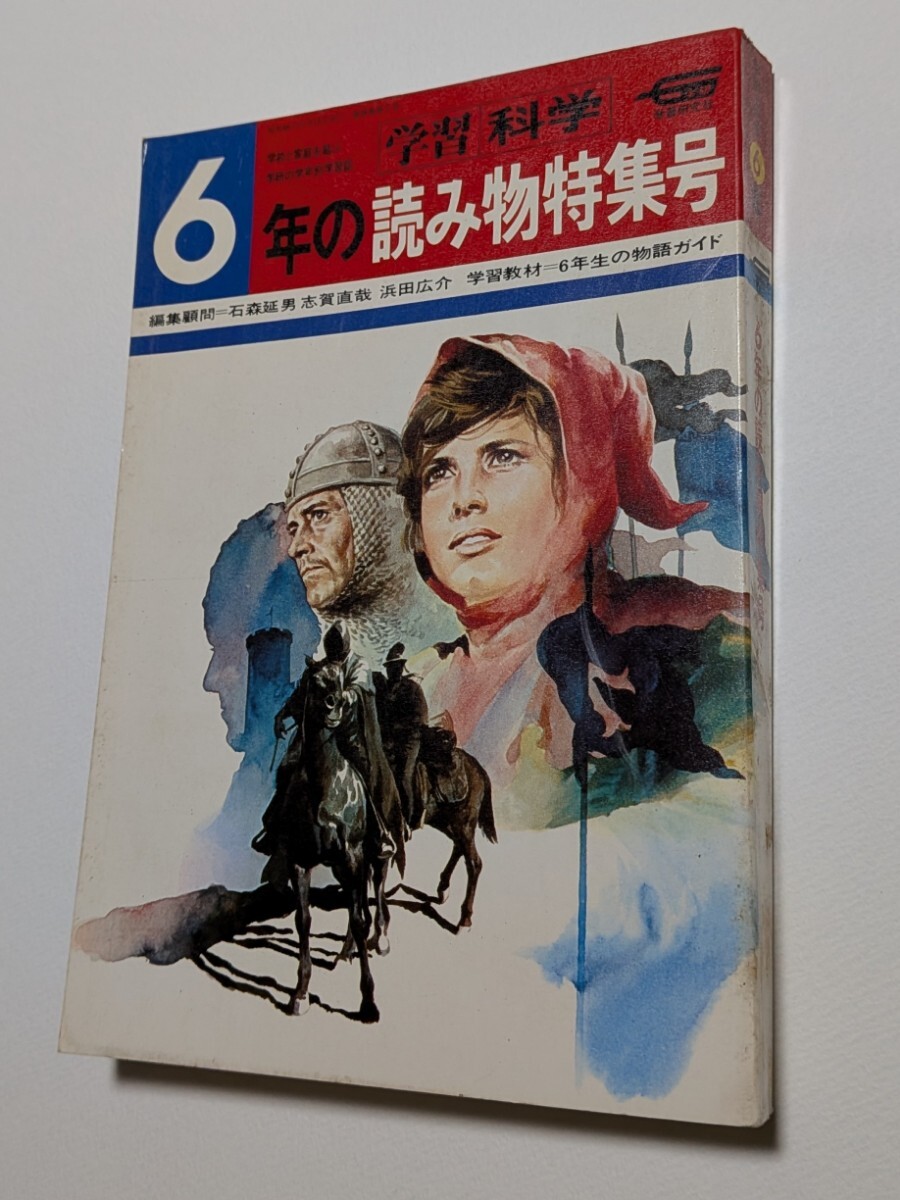 学習 科学
6年の読み物特集号
編集顧問=石森延男 志賀直哉 浜田広介 学習教材=6年生の物語ガイド
6